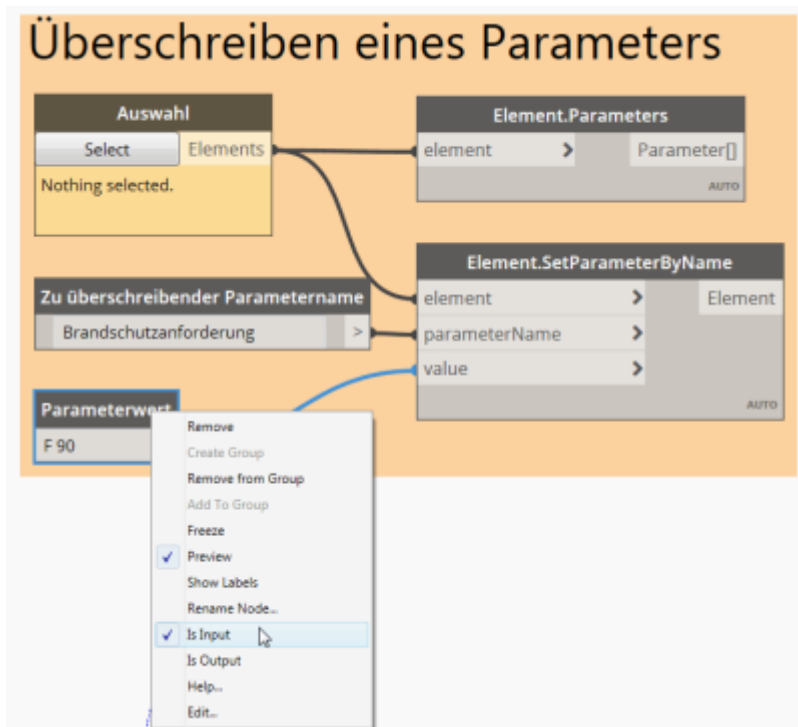 Überschreiben eines Parameters
Auswahl
Select Elements
Nothing selected.
Element.Parameters
element > Parameter[]
AUTO
Zu überschreibender Parametername
Brandschutzanforderung >
Element.SetParameterByName
element > Element
parameterName >
value >
AUTO
Parameterwert
F 90
Remove
Create Group
Remove from Group
Add To Group
Freeze
Preview
Show Labels
Rename Node...
Is Input
Is Output
Help...
Edit...